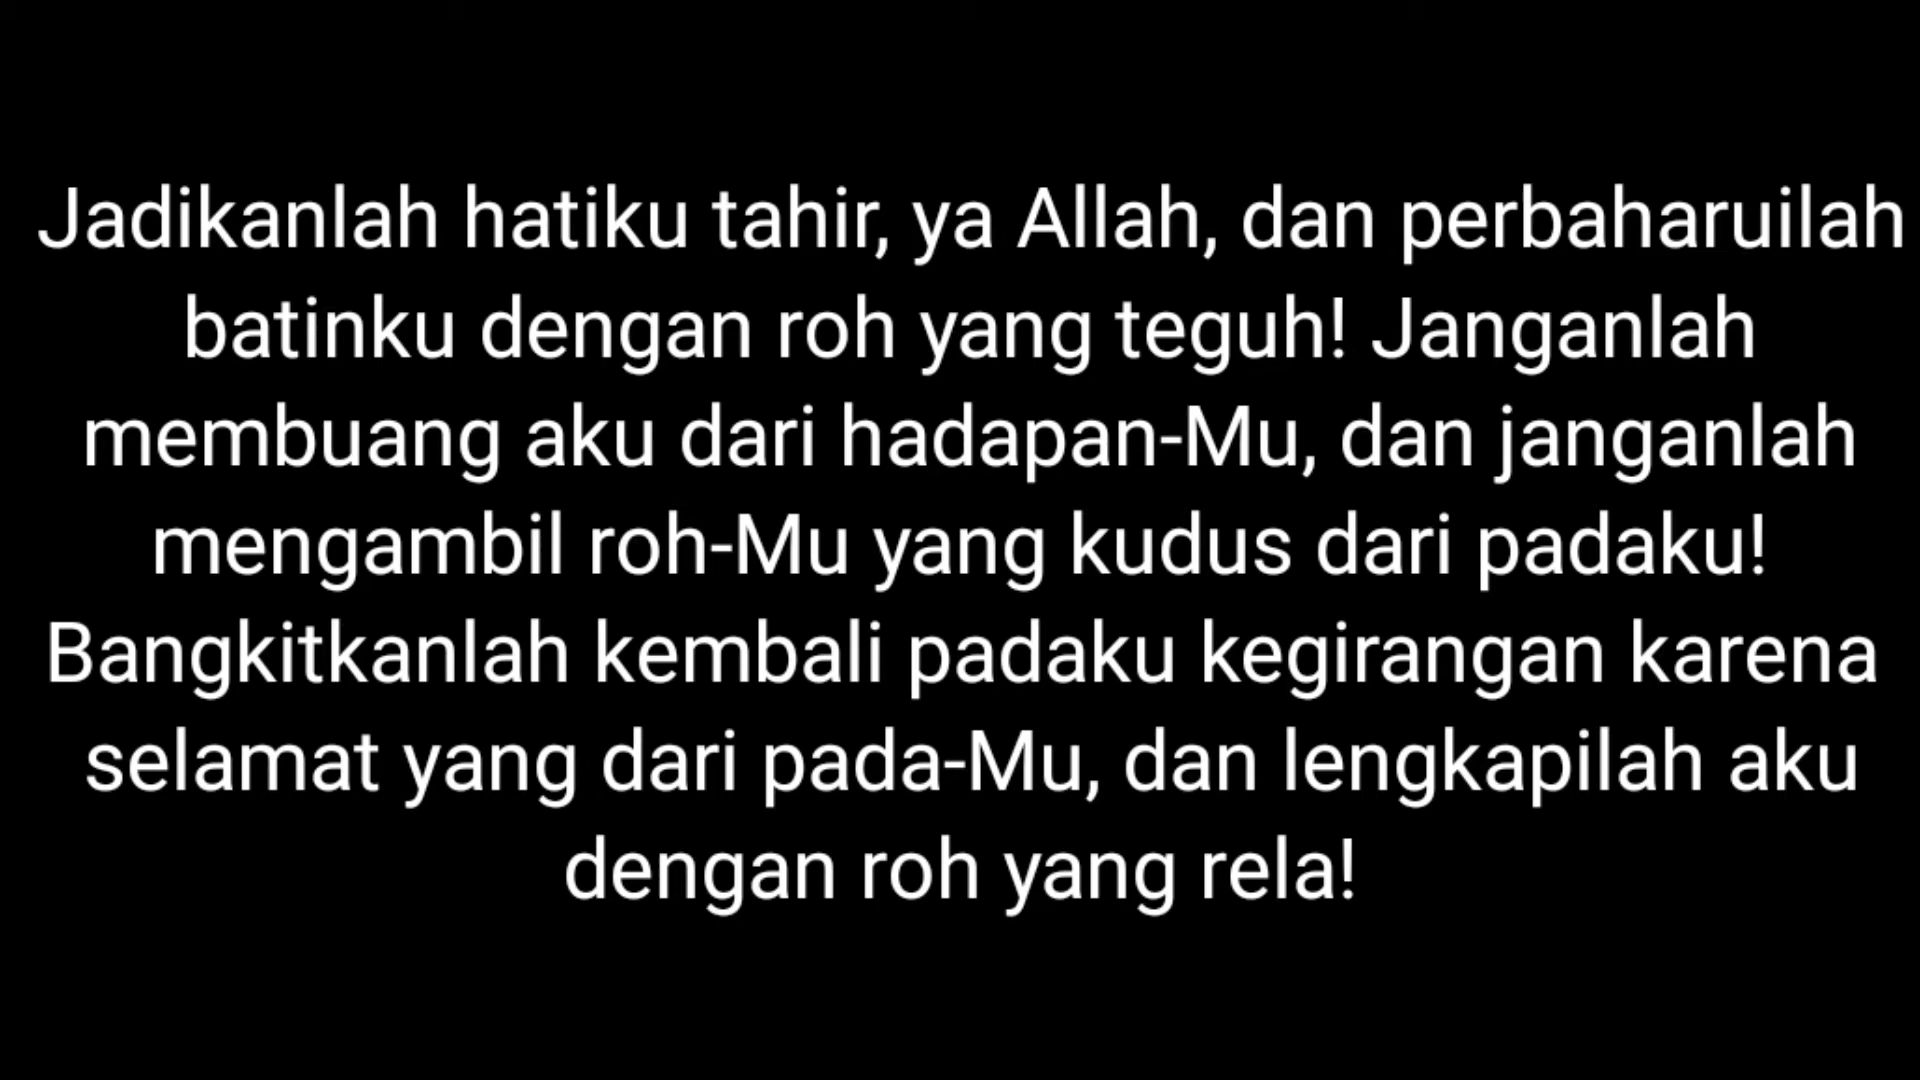 Jadikanlah hatiku tahir, ya Allah, dan perbaharuilah
batinku dengan roh yang teguh! Janganlah
membuang aku dari hadapan-Mu, dan janganlah
mengambil roh-Mu yang kudus dari padaku!
Bangkitkanlah kembali padaku kegirangan karena
selamat yang dari pada-Mu, dan lengkapilah aku
dengan roh yang rela!